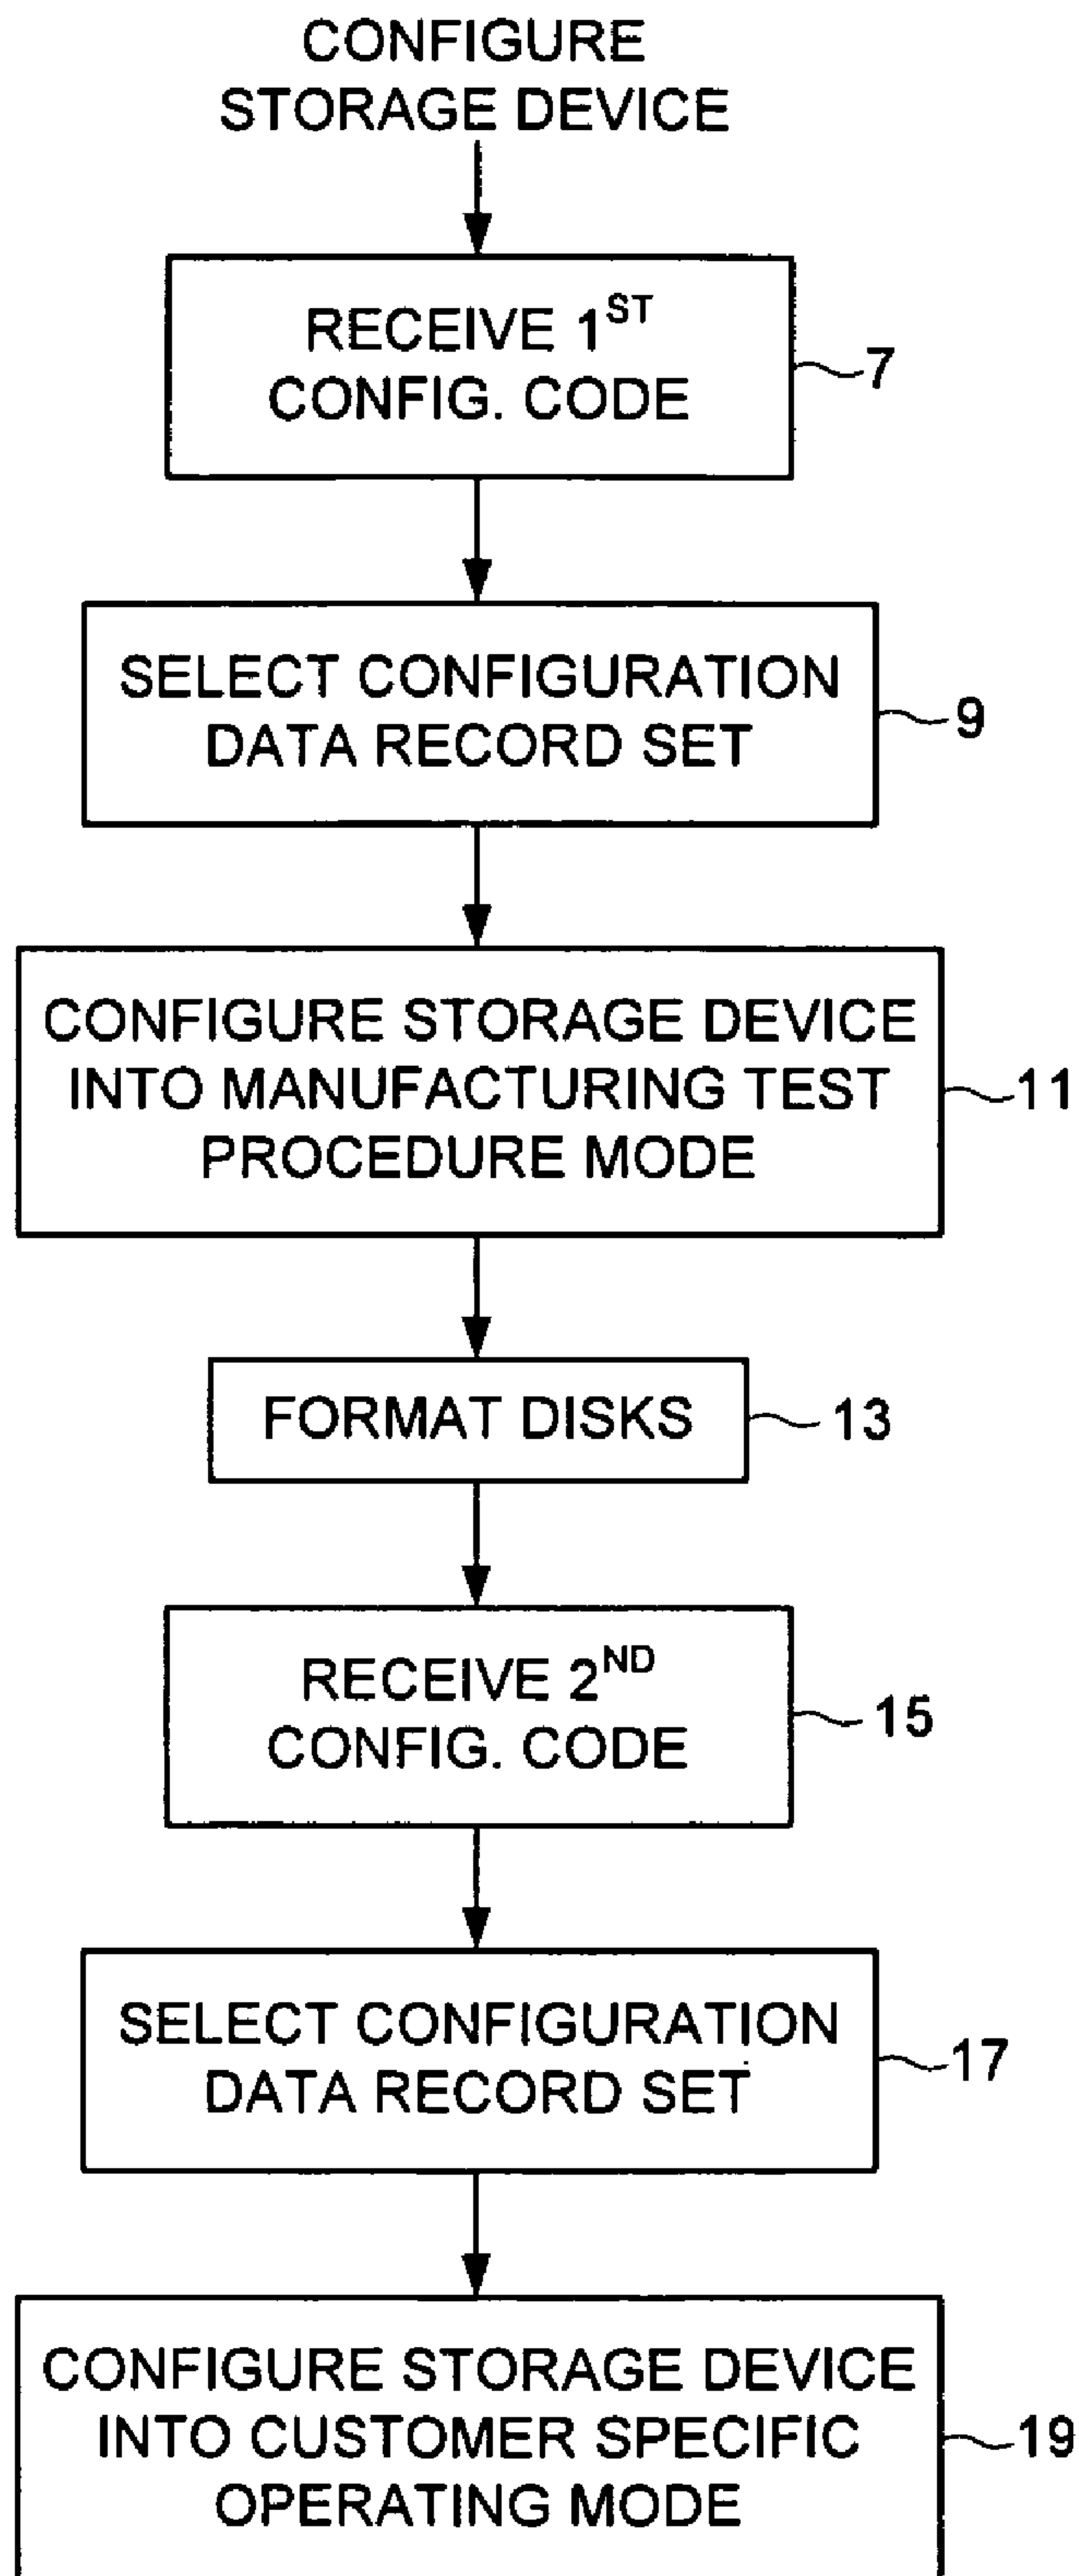 CONFIGURE
STORAGE DEVICE
RECEIVE 1ST
CONFIG. CODE
7
SELECT CONFIGURATION
DATA RECORD SET
9
CONFIGURE STORAGE DEVICE
INTO MANUFACTURING TEST
PROCEDURE MODE
11
FORMAT DISKS
13
RECEIVE 2ND
CONFIG. CODE
15
SELECT CONFIGURATION
DATA RECORD SET
17
CONFIGURE STORAGE DEVICE
INTO CUSTOMER SPECIFIC
OPERATING MODE
19